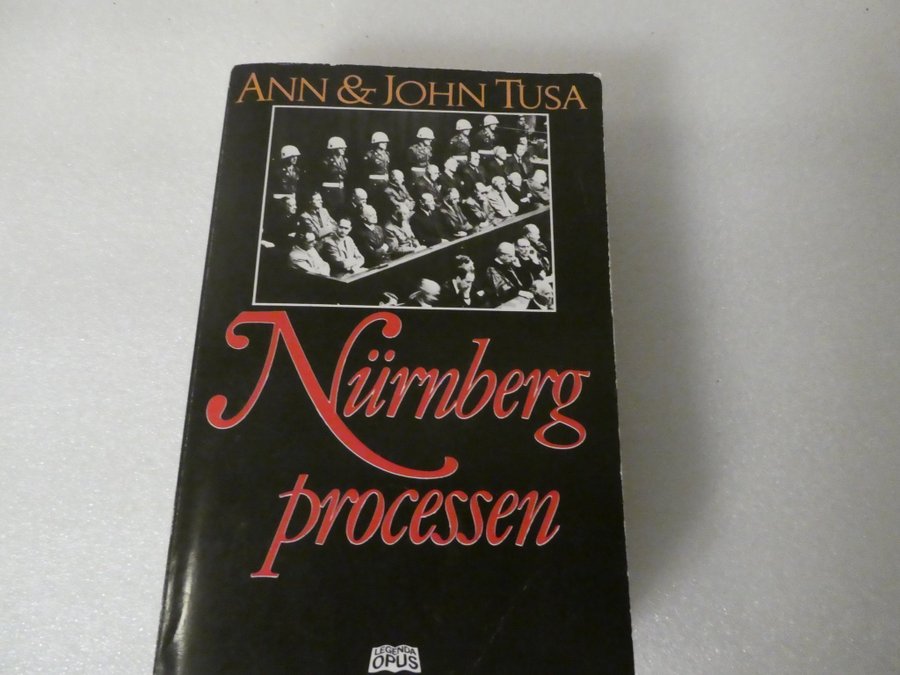 ANN & JOHN TUSA
Nürnberg
processen
LEGENDA
OPUS